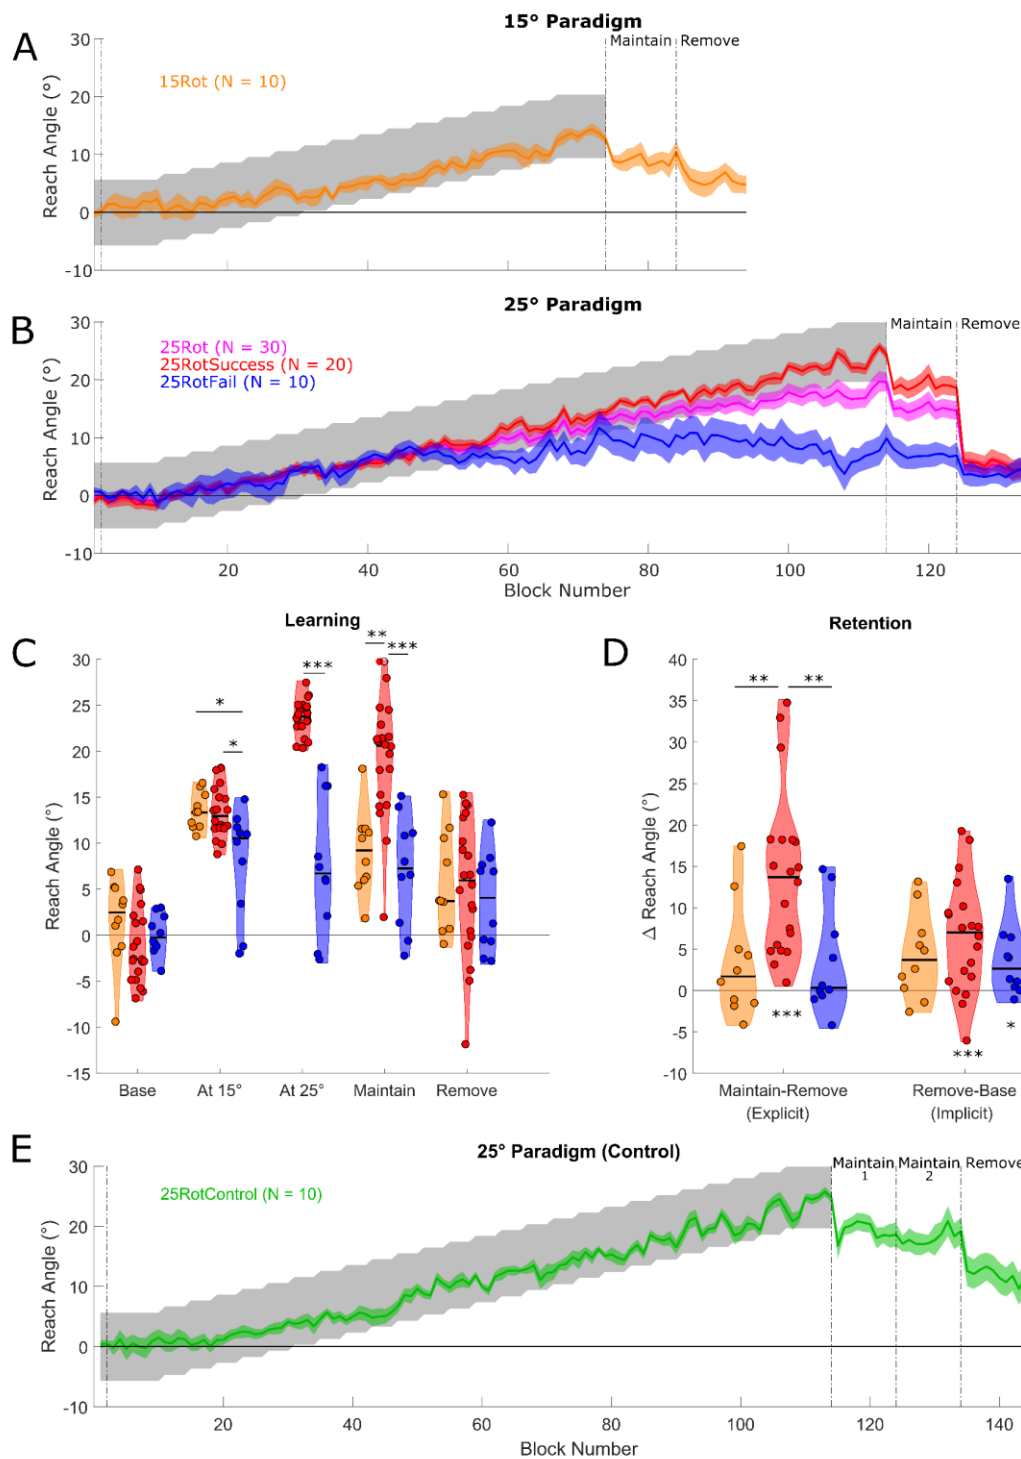 A
15° Paradigm
Maintain Remove
15Rot (N = 10)
Reach Angle (°)
30
20
10
0
-10
B
25° Paradigm
Maintain Remove
25Rot (N = 30)
25RotSuccess (N = 20)
25RotFail (N = 10)
Reach Angle (°)
30
20
10
0
-10
20 40 60 80 100 120
Block Number
C
Learning
Reach Angle (°)
30
25
20
15
10
5
0
-5
-10
-15
* * *** ** ***
Base At 15° At 25° Maintain Remove
D
Retention
Δ Reach Angle (°)
40
35
30
25
20
15
10
5
0
-5
-10
** **
*** *** *
Maintain-Remove Remove-Base
(Explicit) (Implicit)
E
25° Paradigm (Control)
Maintain Maintain Remove
1 2
25RotControl (N = 10)
Reach Angle (°)
30
20
10
0
-10
20 40 60 80 100 120 140
Block Number